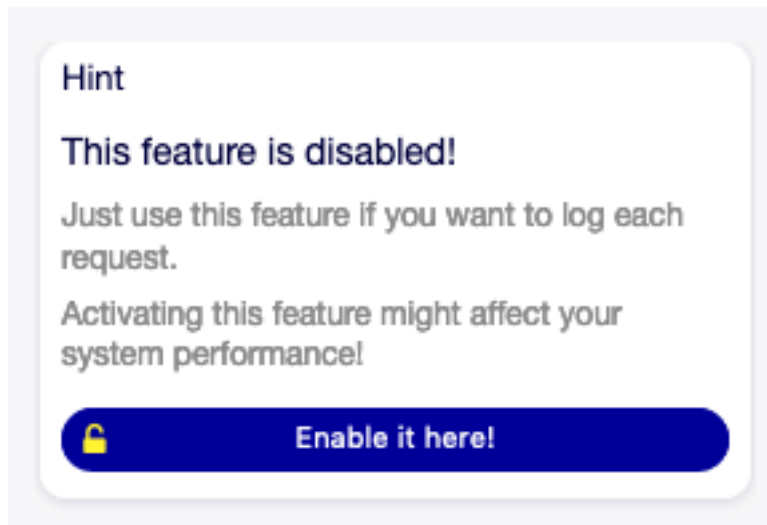 Hint
This feature is disabled!
Just use this feature if you want to log each
request.
Activating this feature might affect your
system performance!
Enable it here!